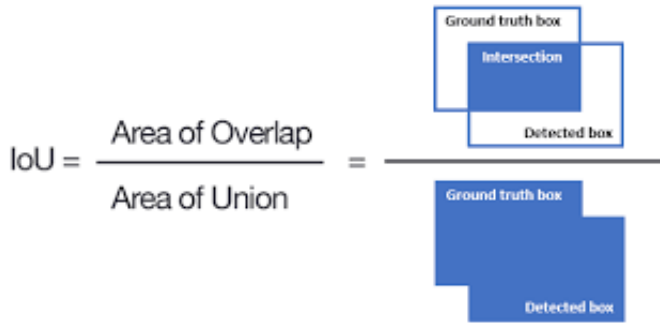 IoU =
Area of Overlap
Area of Union
=
Ground truth box
Intersection
Detected box
Ground truth box
Detected box